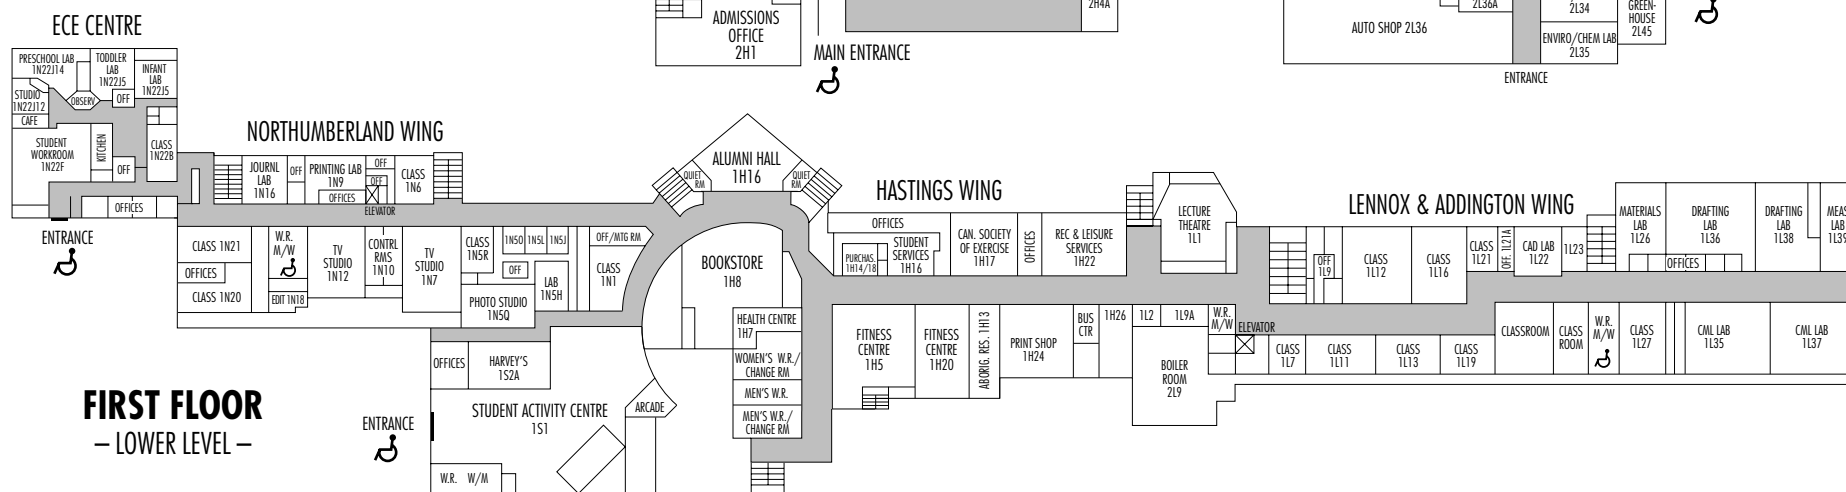 ECE CENTRE
ADMISSIONS
OFFICE
2H1
MAIN ENTRANCE
2H4A
AUTO SHOP 2L36
2L36A
2L34
ENVIRO/CHEM LAB
2L35
GREEN-
HOUSE
2L45
ENTRANCE
PRESCHOOL LAB
1N22J14
TODDLER
LAB
1N22J5
INFANT
LAB
1N22J5
STUDIO
1N22J12
OBSERV
OFF
CAFE
STUDENT
WORKROOM
1N22F
KITCHEN
OFF
CLASS
1N22B
OFFICES
ENTRANCE
NORTHUMBERLAND WING
JOURNL
LAB
1N16
OFF
PRINTING LAB
1N9
OFFICES
OFF
OFF
CLASS
1N6
ELEVATOR
CLASS 1N21
OFFICES
CLASS 1N20
W.R.
M/W
EDIT 1N18
TV
STUDIO
1N12
CONTRL
RMS
1N10
TV
STUDIO
1N7
CLASS
1N5R
1N5O
1N5L
1N5J
OFF
PHOTO STUDIO
1N5Q
LAB
1N5H
OFF/MTG RM
CLASS
1N1
ALUMNI HALL
1H16
QUIET
RM
QUIET
RM
HASTINGS WING
OFFICES
PURCHAS.
1H14/18
STUDENT
SERVICES
1H16
CAN. SOCIETY
OF EXERCISE
1H17
OFFICES
REC & LEISURE
SERVICES
1H22
LECTURE
THEATRE
1L1
BOOKSTORE
1H8
HEALTH CENTRE
1H7
WOMEN'S W.R./
CHANGE RM
MEN'S W.R.
MEN'S W.R./
CHANGE RM
FITNESS
CENTRE
1H5
FITNESS
CENTRE
1H20
ABORIG. RES. 1H13
PRINT SHOP
1H24
BUS
CTR
1H26
1L2
1L9A
BOILER
ROOM
2L9
W.R.
M/W
ELEVATOR
LENNOX & ADDINGTON WING
OFF
1L9
CLASS
1L12
CLASS
1L16
CLASS
1L21
OFF. 1L21A
CAD LAB
1L22
1L23
MATERIALS
LAB
1L26
DRAFTING
LAB
1L36
DRAFTING
LAB
1L38
MEAS
LAB
1L39
OFFICES
CLASS
1L7
CLASS
1L11
CLASS
1L13
CLASS
1L19
CLASSROOM
CLASS
ROOM
W.R.
M/W
CLASS
1L27
CML LAB
1L35
CML LAB
1L37
OFFICES
HARVEY'S
1S2A
STUDENT ACTIVITY CENTRE
1S1
ARCADE
W.R. W/M
ENTRANCE
FIRST FLOOR
– LOWER LEVEL –